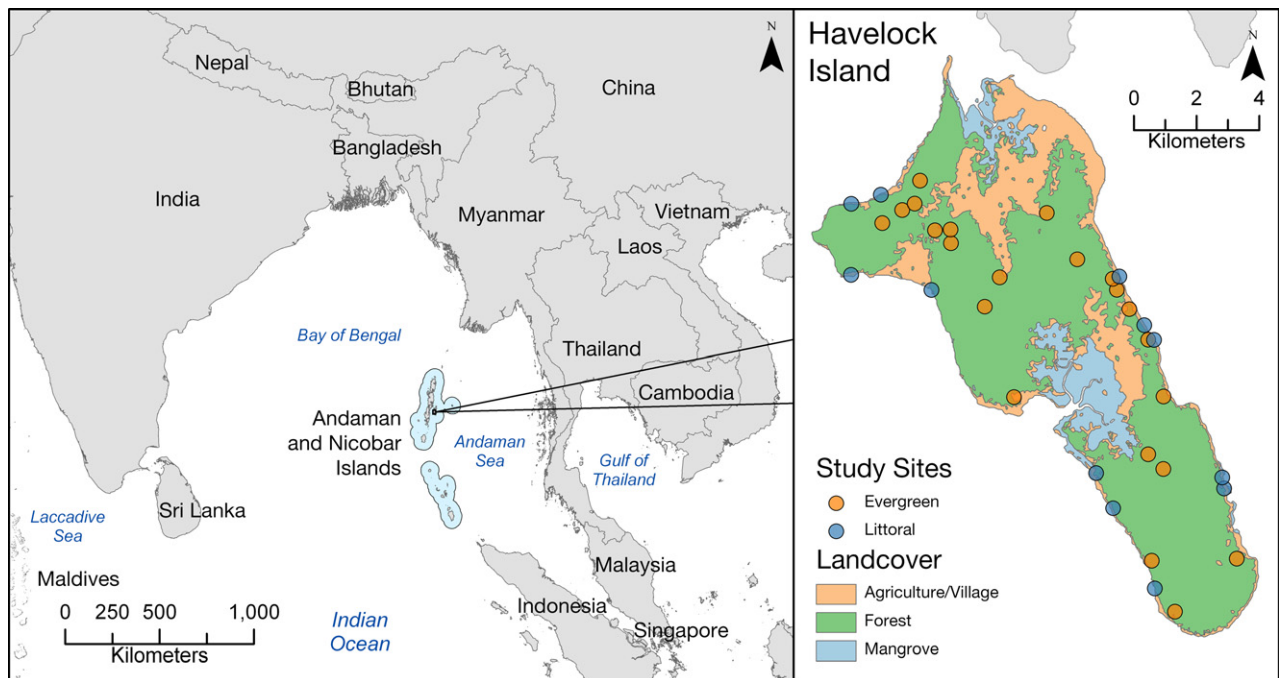 N
Nepal
Bhutan
China
Bangladesh
India
Myanmar
Vietnam
Laos
Bay of Bengal
Thailand
Cambodia
Andaman
and Nicobar
Islands
Andaman
Sea
Gulf of
Thailand
Sri Lanka
Laccadive
Sea
Maldives
Malaysia
0 250 500 1,000
Kilometers
Indonesia
Indian
Ocean
Singapore
Havelock
Island
N
0 2 4
Kilometers
Study Sites
Evergreen
Littoral
Landcover
Agriculture/Village
Forest
Mangrove